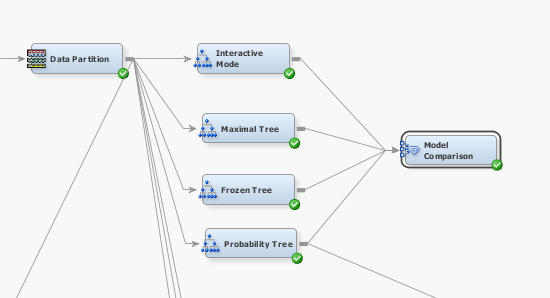 Data Partition
Interactive
Mode
Maximal Tree
Model
Comparison
Frozen Tree
Probability Tree